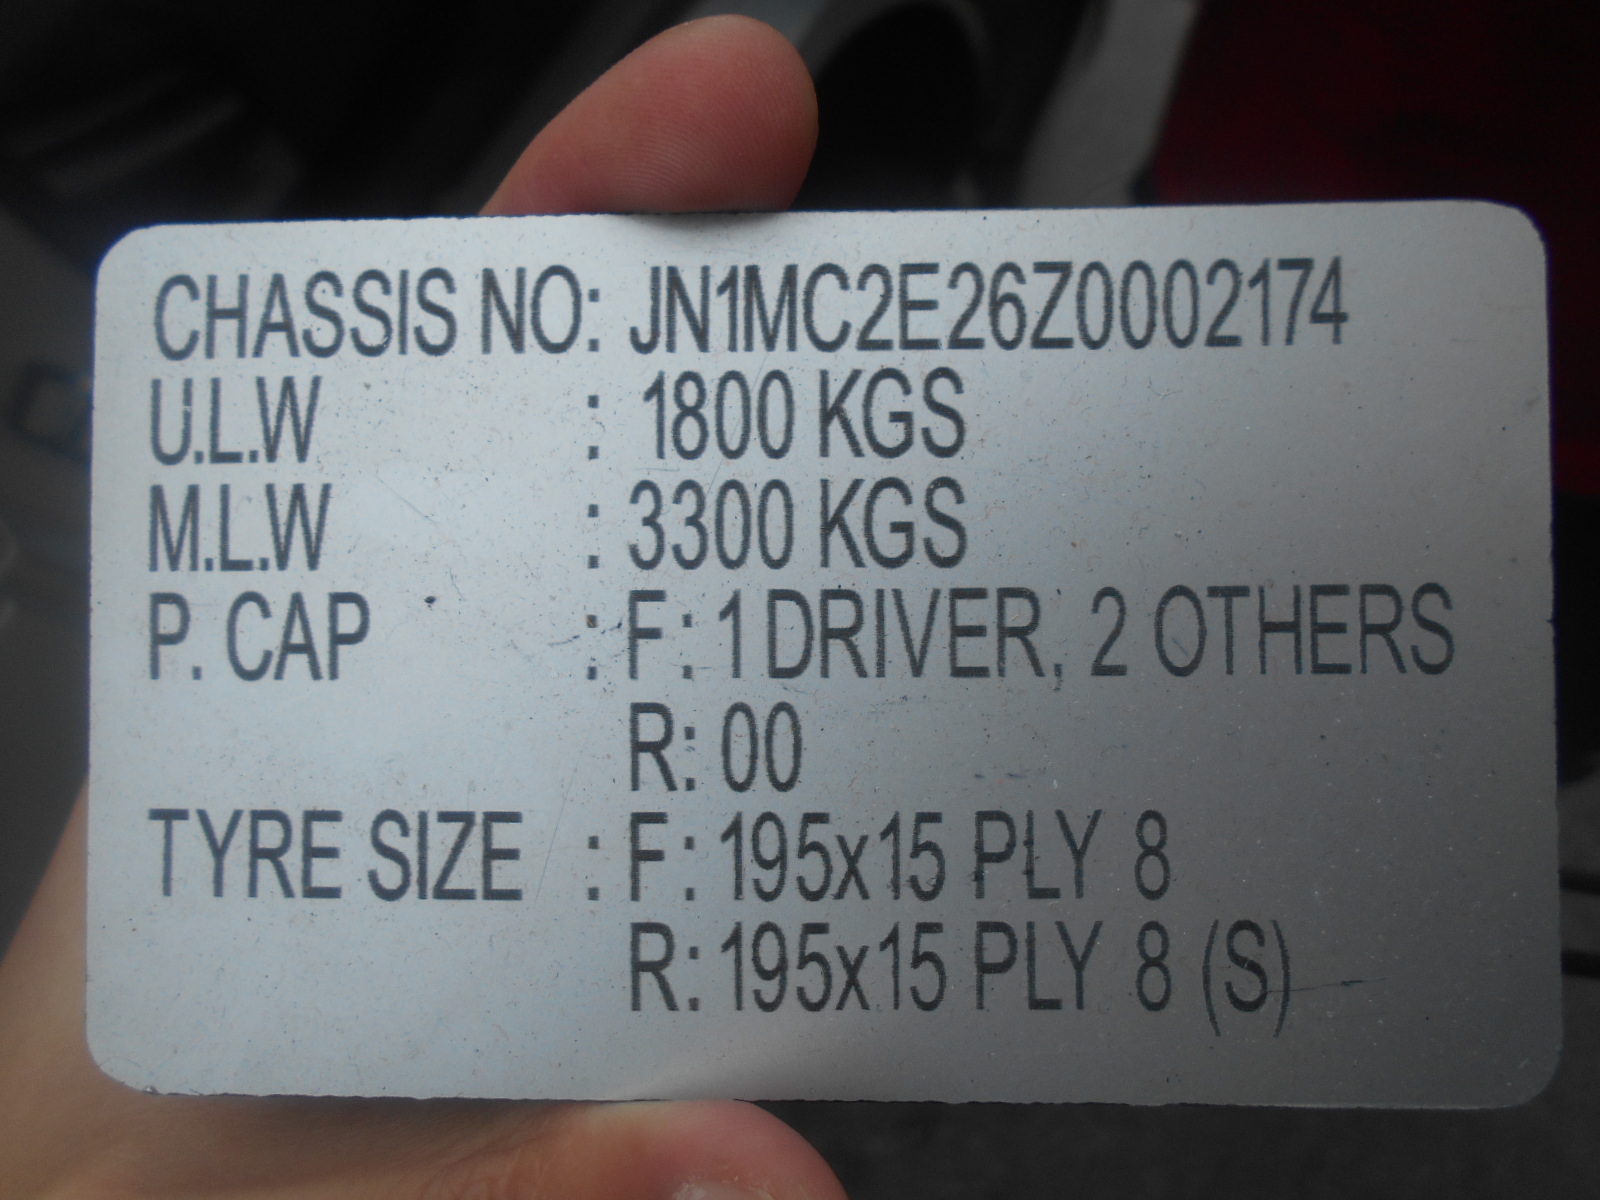 CHASSIS NO: JN1MC2E26Z0002174
U.L.W : 1800 KGS
M.L.W : 3300 KGS
P. CAP : F: 1 DRIVER, 2 OTHERS
R: 00
TYRE SIZE : F: 195x15 PLY 8
R: 195x15 PLY 8 (S)